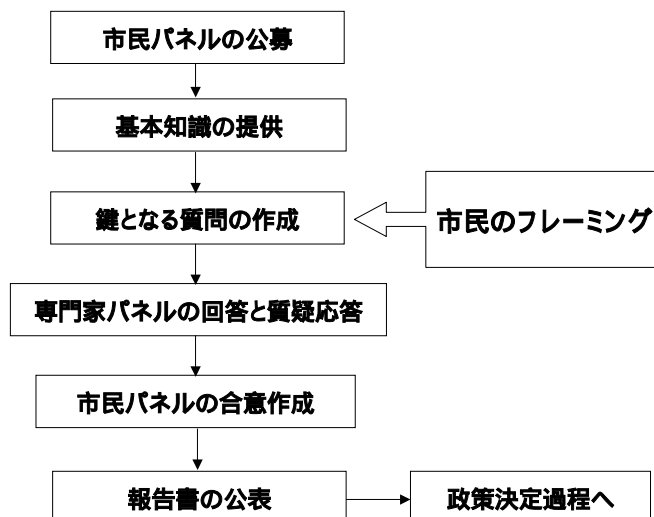 市民パネルの公募
基本知識の提供
鍵となる質問の作成
市民のフレーミング
専門家パネルの回答と質疑応答
市民パネルの合意作成
報告書の公表
政策決定過程へ